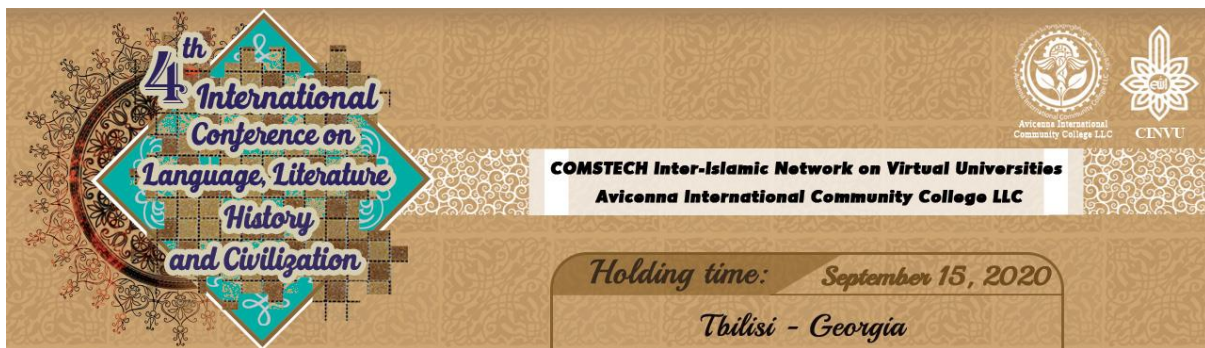 4th
International
Conference on
Language, Literature
History
and Civilization
Avicenna International
Community College LLC
CINVU
COMSTECH Inter-Islamic Network on Virtual Universities
Avicenna International Community College LLC
Holding time: September 15, 2020
Tbilisi - Georgia